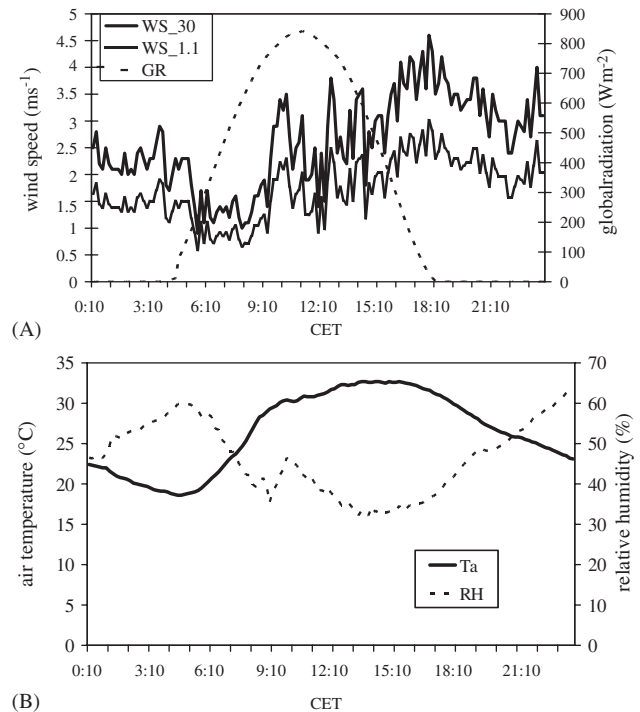 WS_30
WS_1.1
GR
wind speed (ms-1)
5
4.5
4
3.5
3
2.5
2
1.5
1
0.5
0
900
800
700
600
500
400
300
200
100
0
globalradiation (Wm-2)
0:10 3:10 6:10 9:10 12:10 15:10 18:10 21:10
CET
(A)
air temperature (°C)
35
30
25
20
15
10
5
0
70
60
50
40
30
20
10
0
relative humidity (%)
Ta
RH
0:10 3:10 6:10 9:10 12:10 15:10 18:10 21:10
CET
(B)